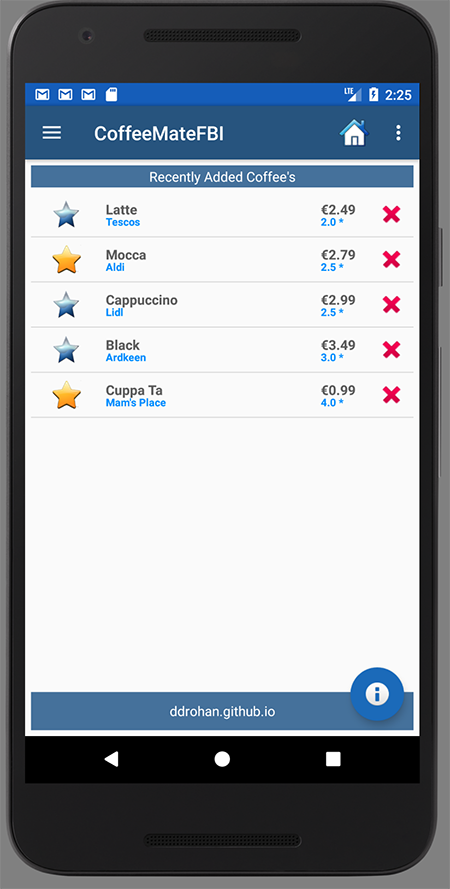 LTE 2:25
CoffeeMateFBI
Recently Added Coffee's
Latte €2.49
Tescos 2.0 *
Mocca €2.79
Aldi 2.5 *
Cappuccino €2.99
Lidl 2.5 *
Black €3.49
Ardkeen 3.0 *
Cuppa Ta €0.99
Mam's Place 4.0 *
ddrohan.github.io